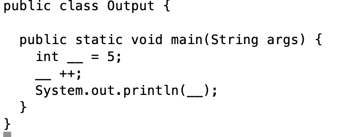 public class Output {
public static void main(String args) {
int __ = 5;
__ ++;
System.out.println(__);
}
}